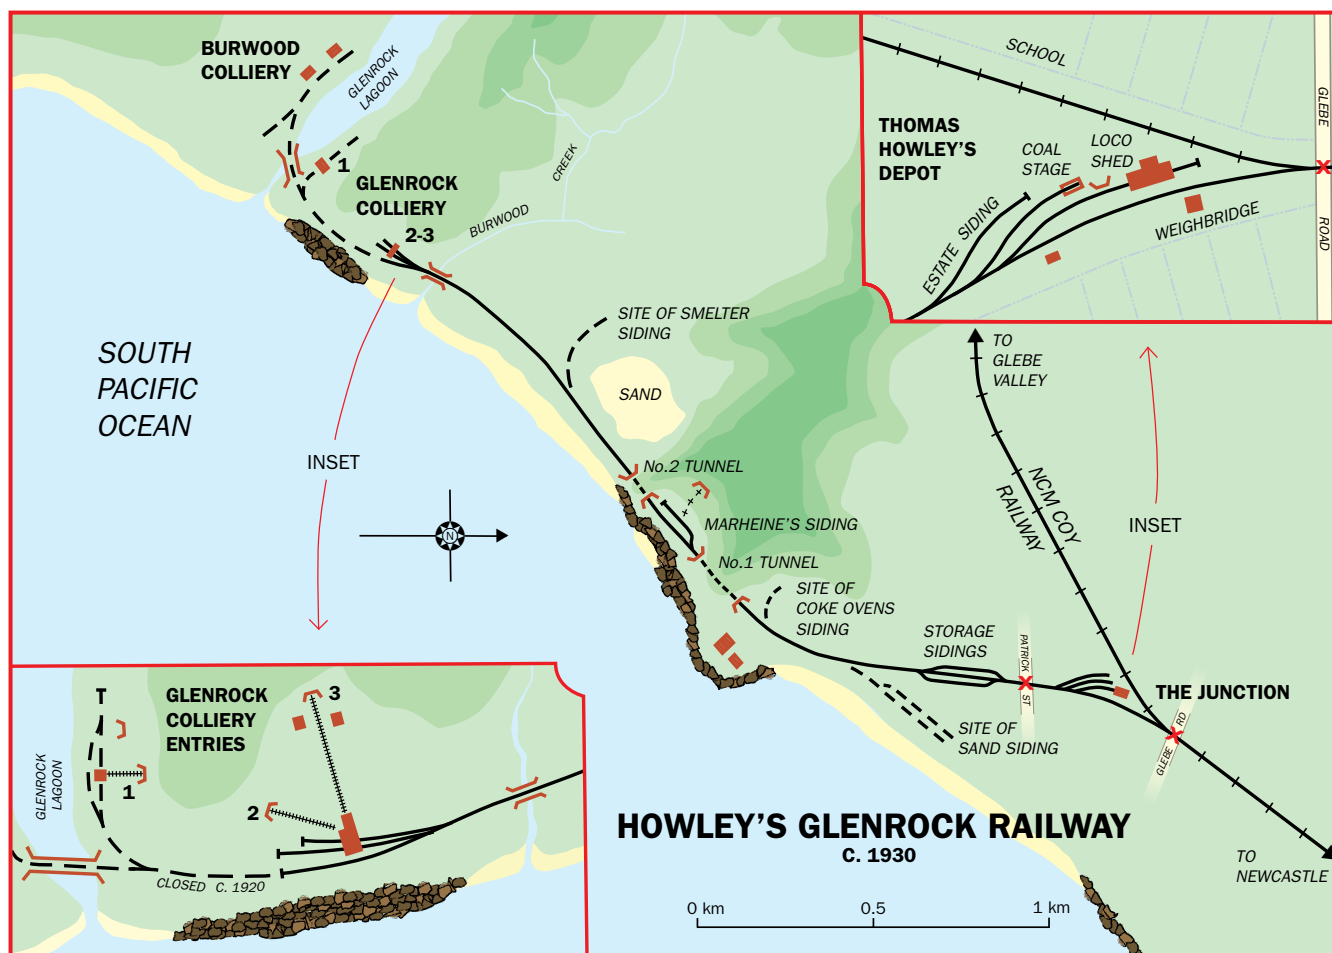 BURWOOD
COLLIERY
GLENROCK
LAGOON
1
GLENROCK
COLLIERY
2-3
CREEK
BURWOOD
SOUTH
PACIFIC
OCEAN
INSET
N
SITE OF SMELTER
SIDING
SAND
No.2 TUNNEL
MARHEINE'S SIDING
No.1 TUNNEL
SITE OF
COKE OVENS
SIDING
STORAGE
SIDINGS
PATRICK
ST
SITE OF
SAND SIDING
THE JUNCTION
GLEBE
RD
TO
GLEBE
VALLEY
NCM COY
RAILWAY
INSET
TO
NEWCASTLE
THOMAS
HOWLEY'S
DEPOT
SCHOOL
COAL
STAGE
LOCO
SHED
ESTATE SIDING
WEIGHBRIDGE
GLEBE
ROAD
GLENROCK
COLLIERY
ENTRIES
GLENROCK
LAGOON
1
2
3
CLOSED C. 1920
HOWLEY'S GLENROCK RAILWAY
C. 1930
0 km
0.5
1 km